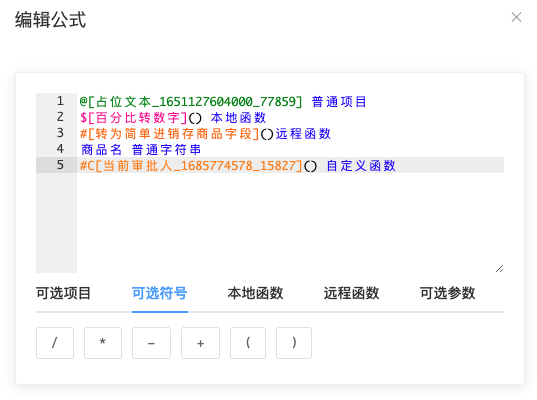 编辑公式
1 @[占位文本_1651127604000_77859] 普通项目
2 $[百分比转数字]() 本地函数
3 #[转为简单进销存商品字段]()远程函数
4 商品名 普通字符串
5 #C[当前审批人_1685774578_15827]() 自定义函数
可选项目 可选符号 本地函数 远程函数 可选参数
/ * - + ( )